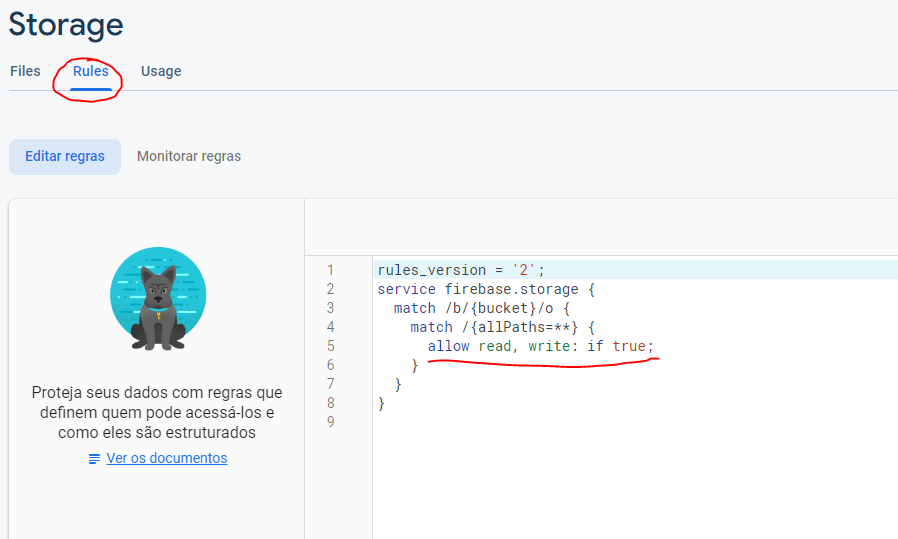 Storage
Files Rules Usage
Editar regras Monitorar regras
Proteja seus dados com regras que
definem quem pode acessá-los e
como eles são estruturados
Ver os documentos
1 rules_version = '2';
2 service firebase.storage {
3 match /b/{bucket}/o {
4 match /{allPaths=**} {
5 allow read, write: if true;
6 }
7 }
8 }
9